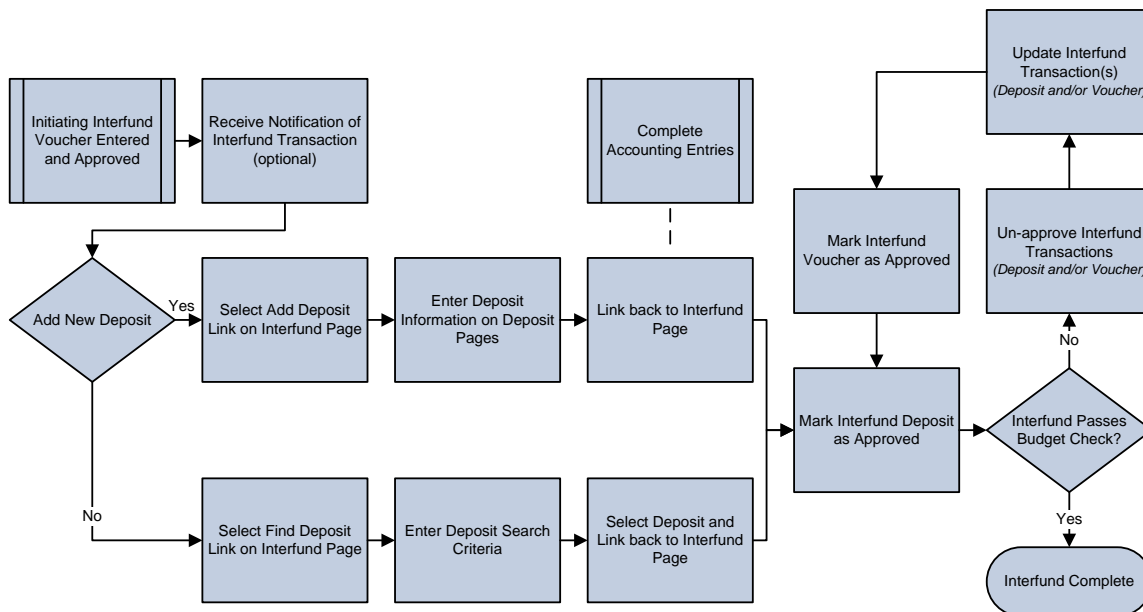 Initiating Interfund
Voucher Entered
and Approved
Receive Notification of
Interfund Transaction
(optional)
Complete
Accounting Entries
Update Interfund
Transaction(s)
(Deposit and/or Voucher)
Mark Interfund
Voucher as Approved
Un-approve Interfund
Transactions
(Deposit and/or Voucher)
Add New Deposit
Yes
Select Add Deposit
Link on Interfund Page
Enter Deposit
Information on Deposit
Pages
Link back to Interfund
Page
No
Mark Interfund Deposit
as Approved
Interfund Passes
Budget Check?
No
Select Find Deposit
Link on Interfund Page
Enter Deposit Search
Criteria
Select Deposit and
Link back to Interfund
Page
Yes
Interfund Complete